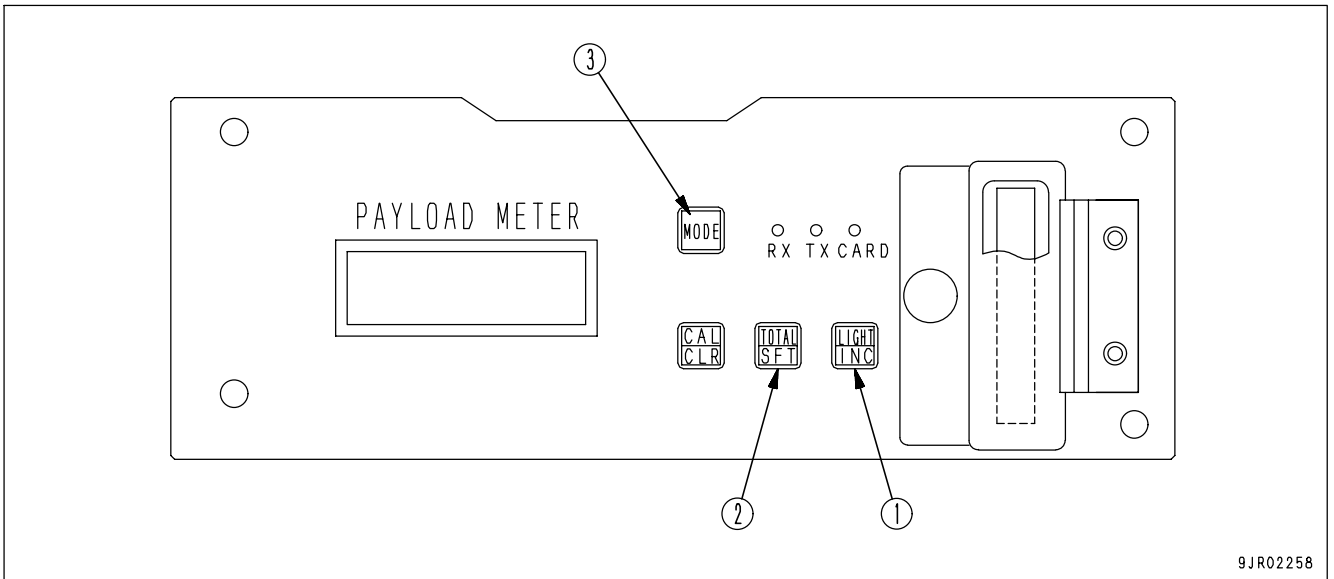 3
PAYLOAD METER
MODE
RX TX CARD
CAL
CLR
TOTAL
SFT
LIGHT
INC
2
1
9JR02258